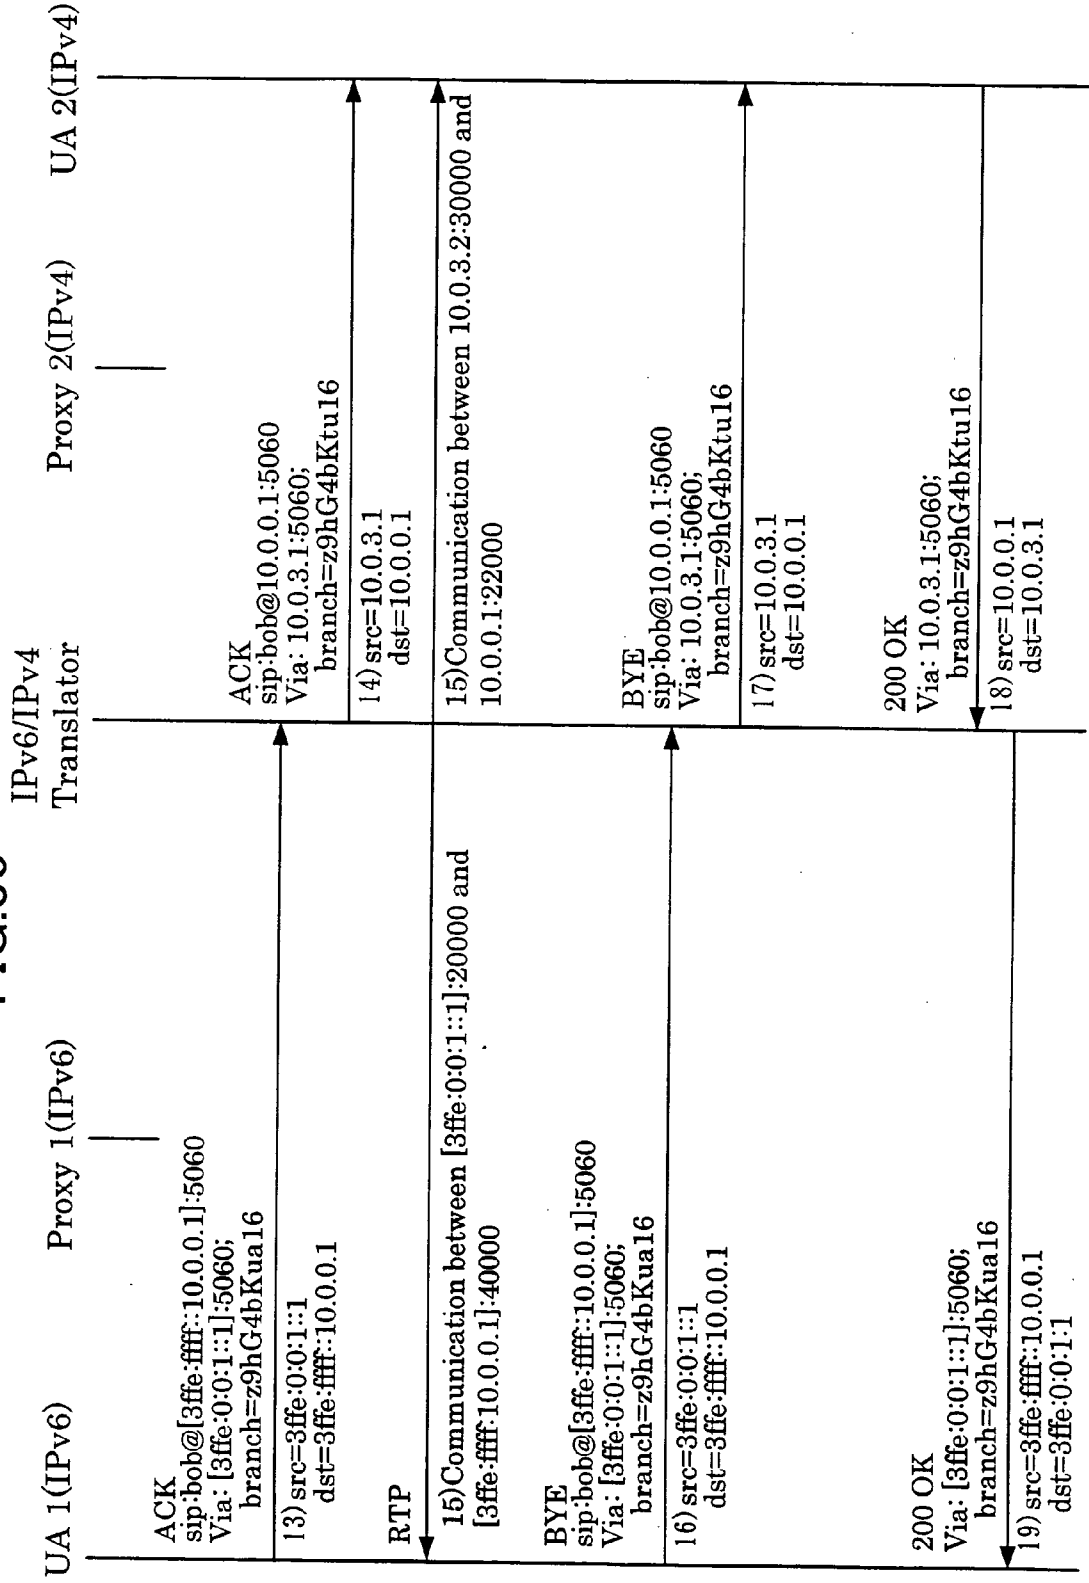 UA 1(IPv6)
Proxy 1(IPv6)
IPv6/IPv4
Translator
Proxy 2(IPv4)
UA 2(IPv4)
ACK
sip:bob@[3ffe:ffff::10.0.0.1]:5060
Via: [3ffe:0:0:1::1]:5060;
branch=z9hG4bKua16
13) src=3ffe:0:0:1::1
dst=3ffe:ffff::10.0.0.1
ACK
sip:bob@10.0.0.1:5060
Via: 10.0.3.1:5060;
branch=z9hG4bKtu16
14) src=10.0.3.1
dst=10.0.0.1
RTP
15)Communication between [3ffe:0:0:1::1]:20000 and
[3ffe:ffff:10.0.0.1]:40000
15)Communication between 10.0.3.2:30000 and
10.0.0.1:22000
BYE
sip:bob@[3ffe:ffff::10.0.0.1]:5060
Via: [3ffe:0:0:1::1]:5060;
branch=z9hG4bKua16
16) src=3ffe:0:0:1::1
dst=3ffe:ffff::10.0.0.1
BYE
sip:bob@10.0.0.1:5060
Via: 10.0.3.1:5060;
branch=z9hG4bKtu16
17) src=10.0.3.1
dst=10.0.0.1
200 OK
Via: 10.0.3.1:5060;
branch=z9hG4bKtu16
18) src=10.0.0.1
dst=10.0.3.1
200 OK
Via: [3ffe:0:0:1::1]:5060;
branch=z9hG4bKua16
19) src=3ffe:ffff::10.0.0.1
dst=3ffe:0:0:1:1